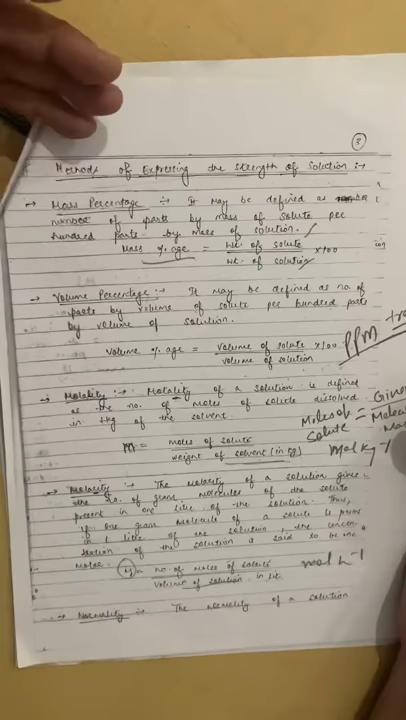 3
Methods of Expressing the strength of Solution :→
→ Mass Percentage :→ It may be defined as
number of parts by mass of solute per
hundred parts by mass of solution.
Mass % age = Wt. of solute / Wt. of solution × 100
→ Volume Percentage :→ It may be defined as no. of
parts by volume of solute per hundred parts
by volume of solution.
Volume % age = Volume of solute / Volume of solution × 100
PPM
→ Molality :→ Molality of a solution is defined
as the no. of moles of solute dissolved
in 1kg of the solvent.
Moles of Solute = Given
m = moles of solute / weight of solvent (in kg)
mol kg-1
→ Molarity :→ The Molarity of a solution gives
the no. of gram molecules of the solute
present in one litre of the solution. Thus,
if one gram molecule of a solute is present
in 1 litre of the solution, the concen
tration of the solution is said to be one
Molar.
M = no. of moles of solute / Volume of solution in lit.
mol L-1
→ Normality :→ The normality of a solution